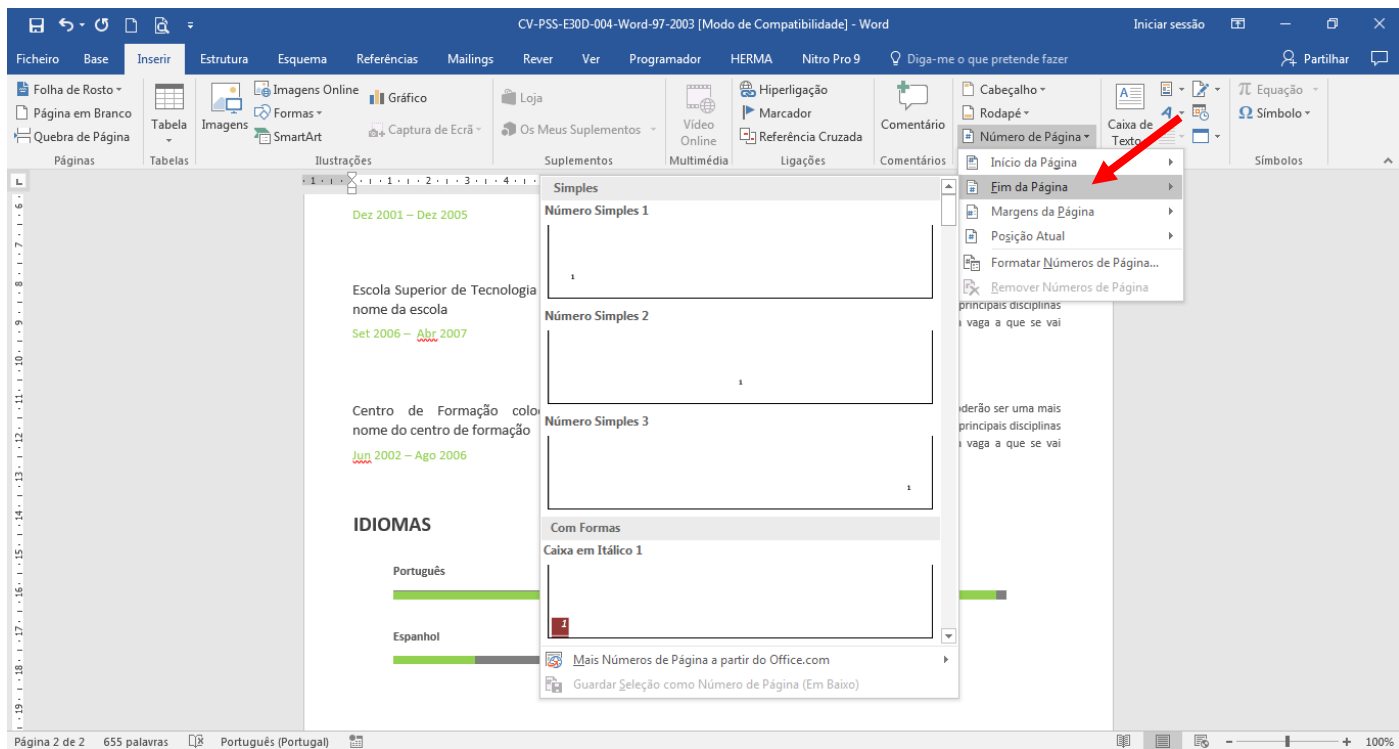 CV-PSS-E30D-004-Word-97-2003 [Modo de Compatibilidade] - Word
Iniciar sessão
Ficheiro Base Inserir Estrutura Esquema Referências Mailings Rever Ver Programador HERMA Nitro Pro 9 Diga-me o que pretende fazer Partilhar
Folha de Rosto
Página em Branco
Quebra de Página
Páginas
Tabela
Tabelas
Imagens
Imagens Online
Formas
SmartArt
Gráfico
Captura de Ecrã
Ilustrações
Loja
Os Meus Suplementos
Suplementos
Vídeo
Online
Multimédia
Hiperligação
Marcador
Referência Cruzada
Ligações
Comentário
Comentários
Cabeçalho
Rodapé
Número de Página
Caixa de
Texto
Equação
Símbolo
Símbolos
Início da Página
Fim da Página
Margens da Página
Posição Atual
Formatar Números de Página...
Remover Números de Página
Simples
Número Simples 1
1
Número Simples 2
1
Número Simples 3
1
Com Formas
Caixa em Itálico 1
1
Mais Números de Página a partir do Office.com
Guardar Seleção como Número de Página (Em Baixo)
Dez 2001 – Dez 2005
Escola Superior de Tecnologia
nome da escola
Set 2006 – Abr 2007
principais disciplinas
vaga a que se vai
Centro de Formação
nome do centro de formação
Jun 2002 – Ago 2006
ser uma mais
principais disciplinas
vaga a que se vai
IDIOMAS
Português
Espanhol
Página 2 de 2 655 palavras Português (Portugal) 100%